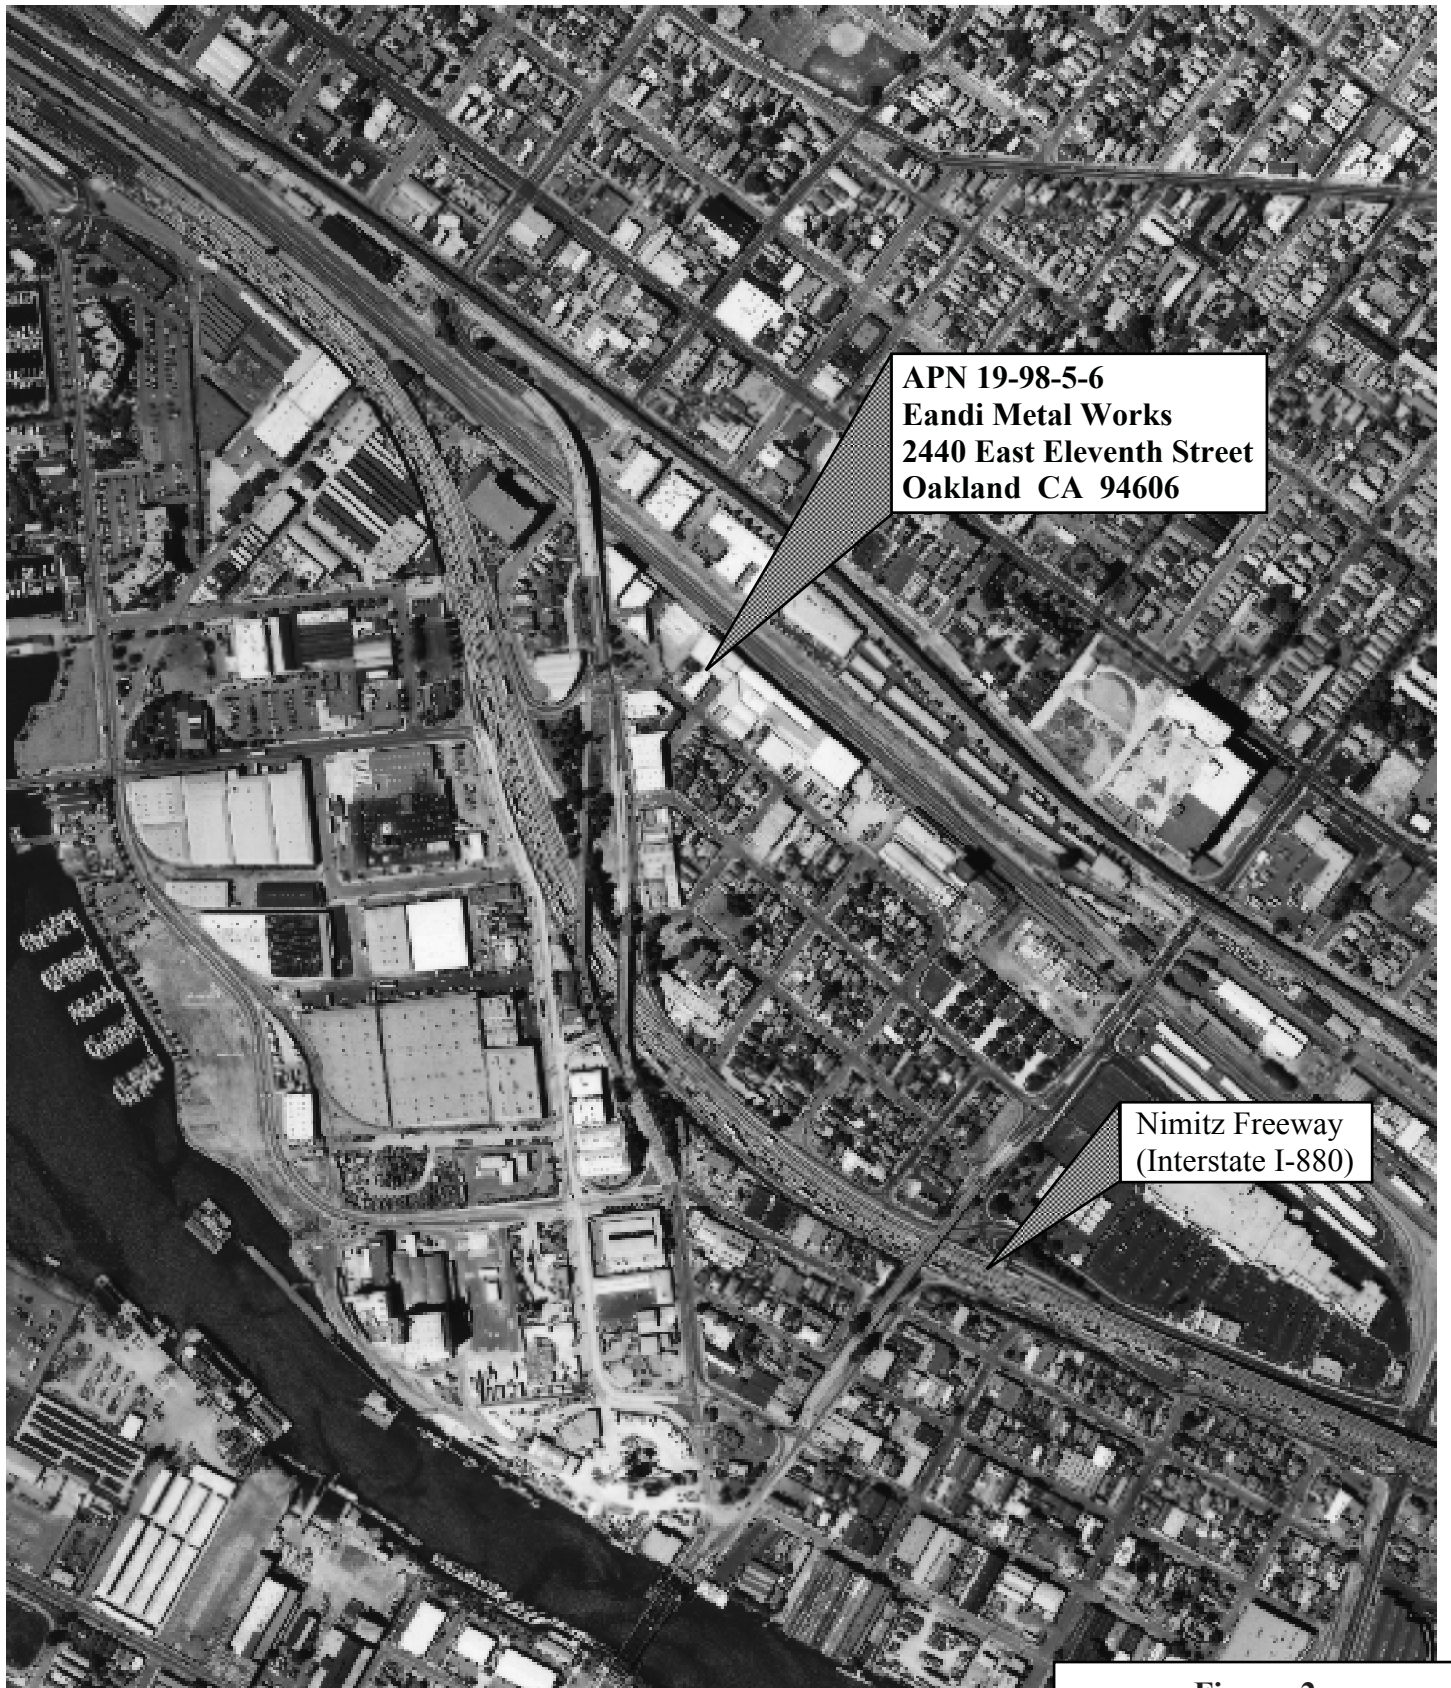 APN 19-98-5-6
Eandi Metal Works
2440 East Eleventh Street
Oakland CA 94606
Nimitz Freeway
(Interstate I-880)
Figure 2